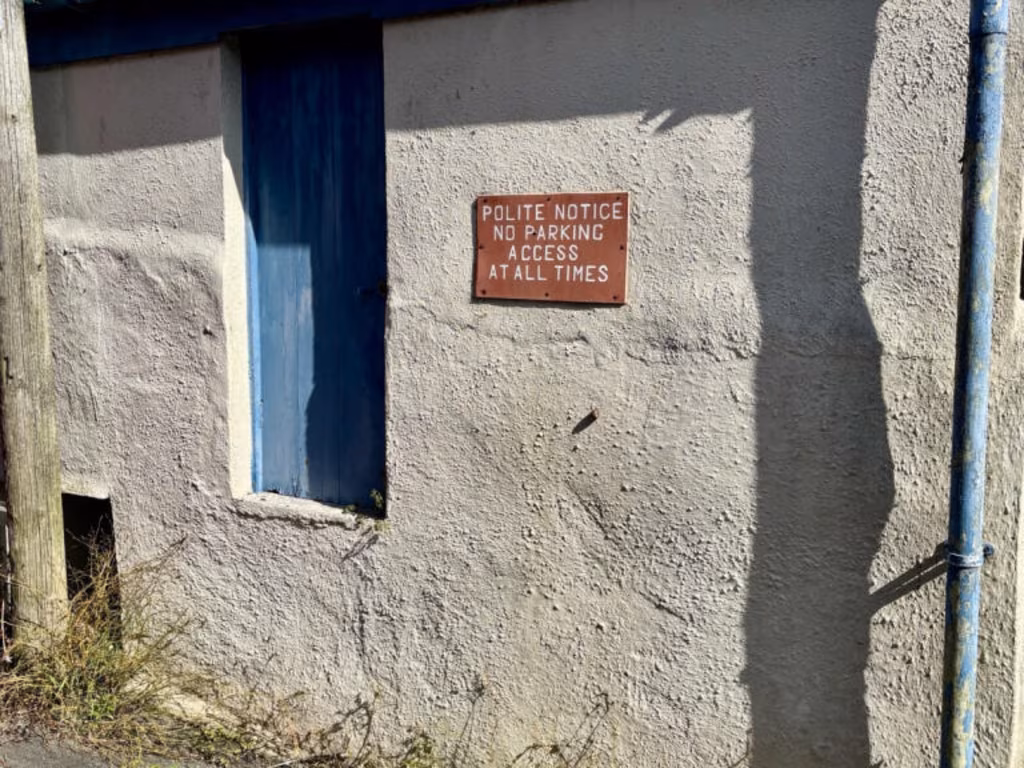 POLITE NOTICE
NO PARKING
ACCESS
AT ALL TIMES